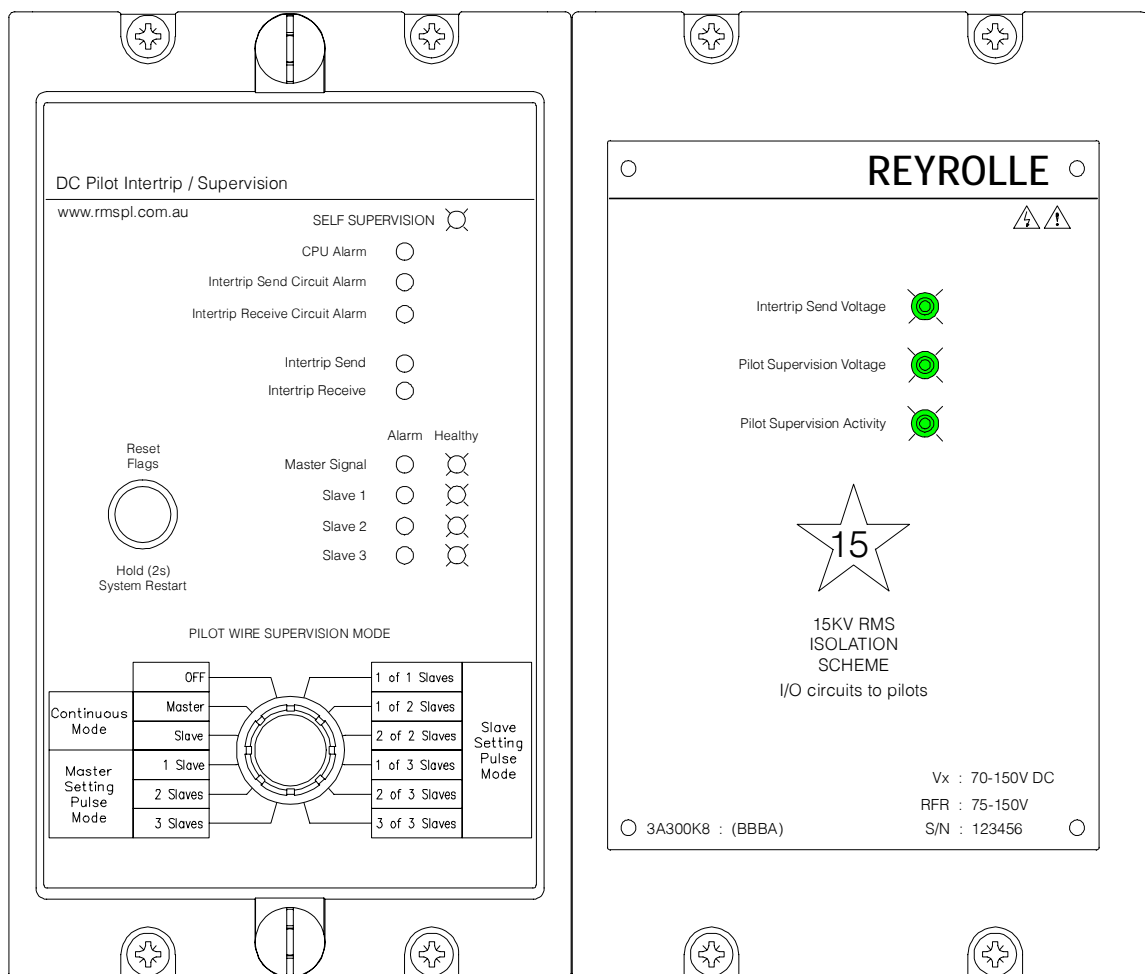 DC Pilot Intertrip / Supervision
www.rmspl.com.au
SELF SUPERVISION
CPU Alarm
Intertrip Send Circuit Alarm
Intertrip Receive Circuit Alarm
Intertrip Send
Intertrip Receive
Alarm Healthy
Master Signal
Slave 1
Slave 2
Slave 3
Reset
Flags
Hold (2s)
System Restart
PILOT WIRE SUPERVISION MODE
OFF
Continuous
Mode
Master
Slave
Master
Setting
Pulse
Mode
1 Slave
2 Slaves
3 Slaves
1 of 1 Slaves
1 of 2 Slaves
2 of 2 Slaves
1 of 3 Slaves
2 of 3 Slaves
3 of 3 Slaves
Slave
Setting
Pulse
Mode
REYROLLE
Intertrip Send Voltage
Pilot Supervision Voltage
Pilot Supervision Activity
15
15KV RMS
ISOLATION
SCHEME
I/O circuits to pilots
Vx : 70-150V DC
RFR : 75-150V
3A300K8 : (BBBA) S/N : 123456